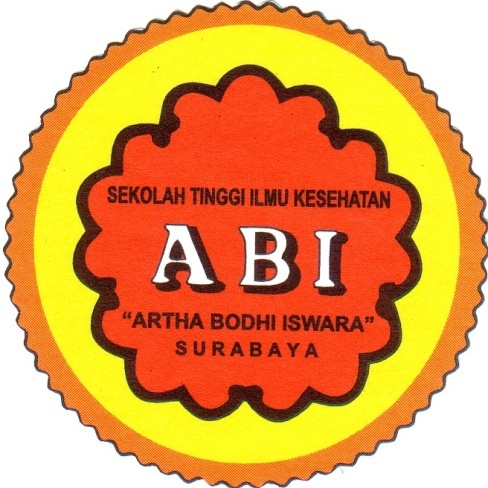 SEKOLAH TINGGI ILMU KESEHATAN
ABI
“ARTHA BODHI ISWARA”
SURABAYA